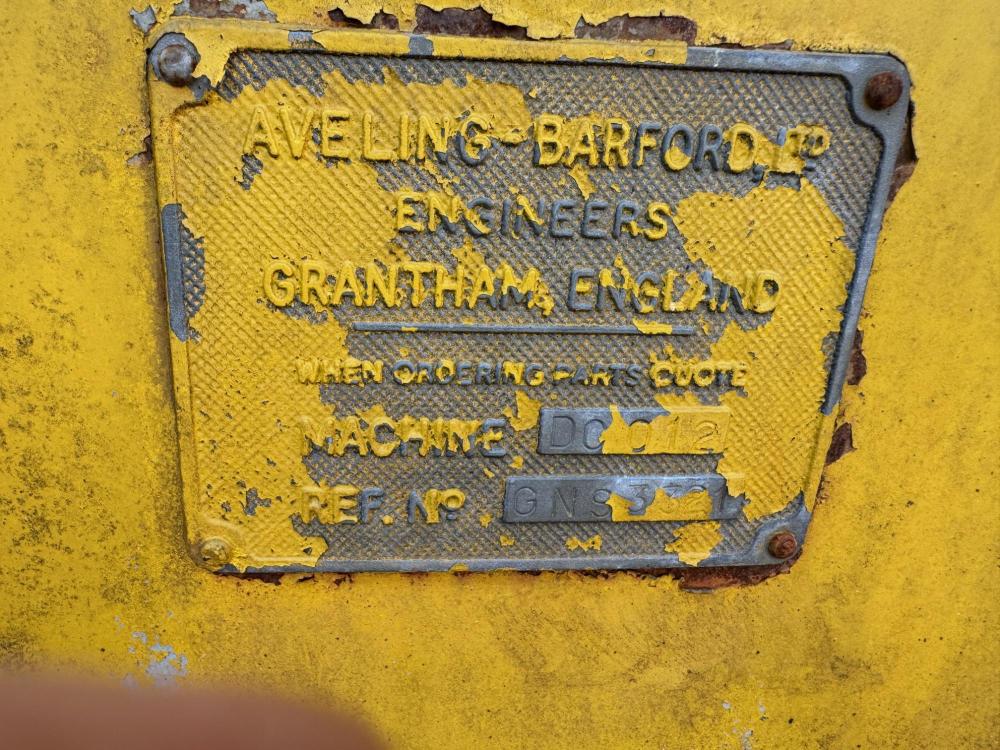 AVELING-BARFORD, LTD
ENGINEERS
GRANTHAM, ENGLAND
WHEN ORDERING PARTS QUOTE
MACHINE
REF. NO